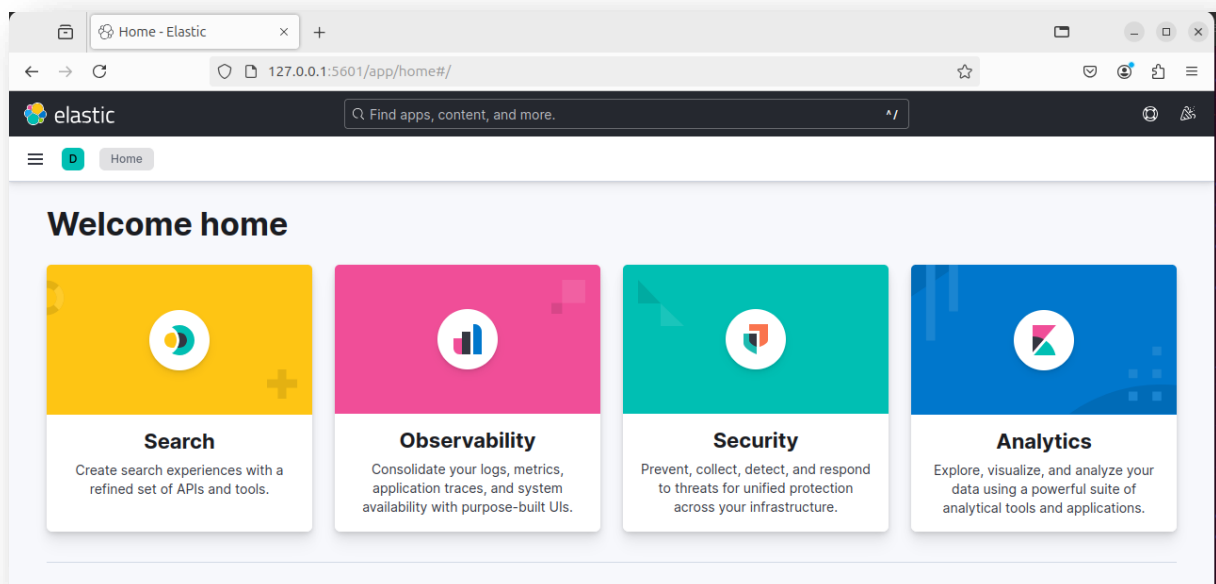 Home - Elastic
127.0.0.1:5601/app/home#/
elastic
Find apps, content, and more.
^/
D
Home
Welcome home
Search
Create search experiences with a
refined set of APIs and tools.
Observability
Consolidate your logs, metrics,
application traces, and system
availability with purpose-built UIs.
Security
Prevent, collect, detect, and respond
to threats for unified protection
across your infrastructure.
Analytics
Explore, visualize, and analyze your
data using a powerful suite of
analytical tools and applications.